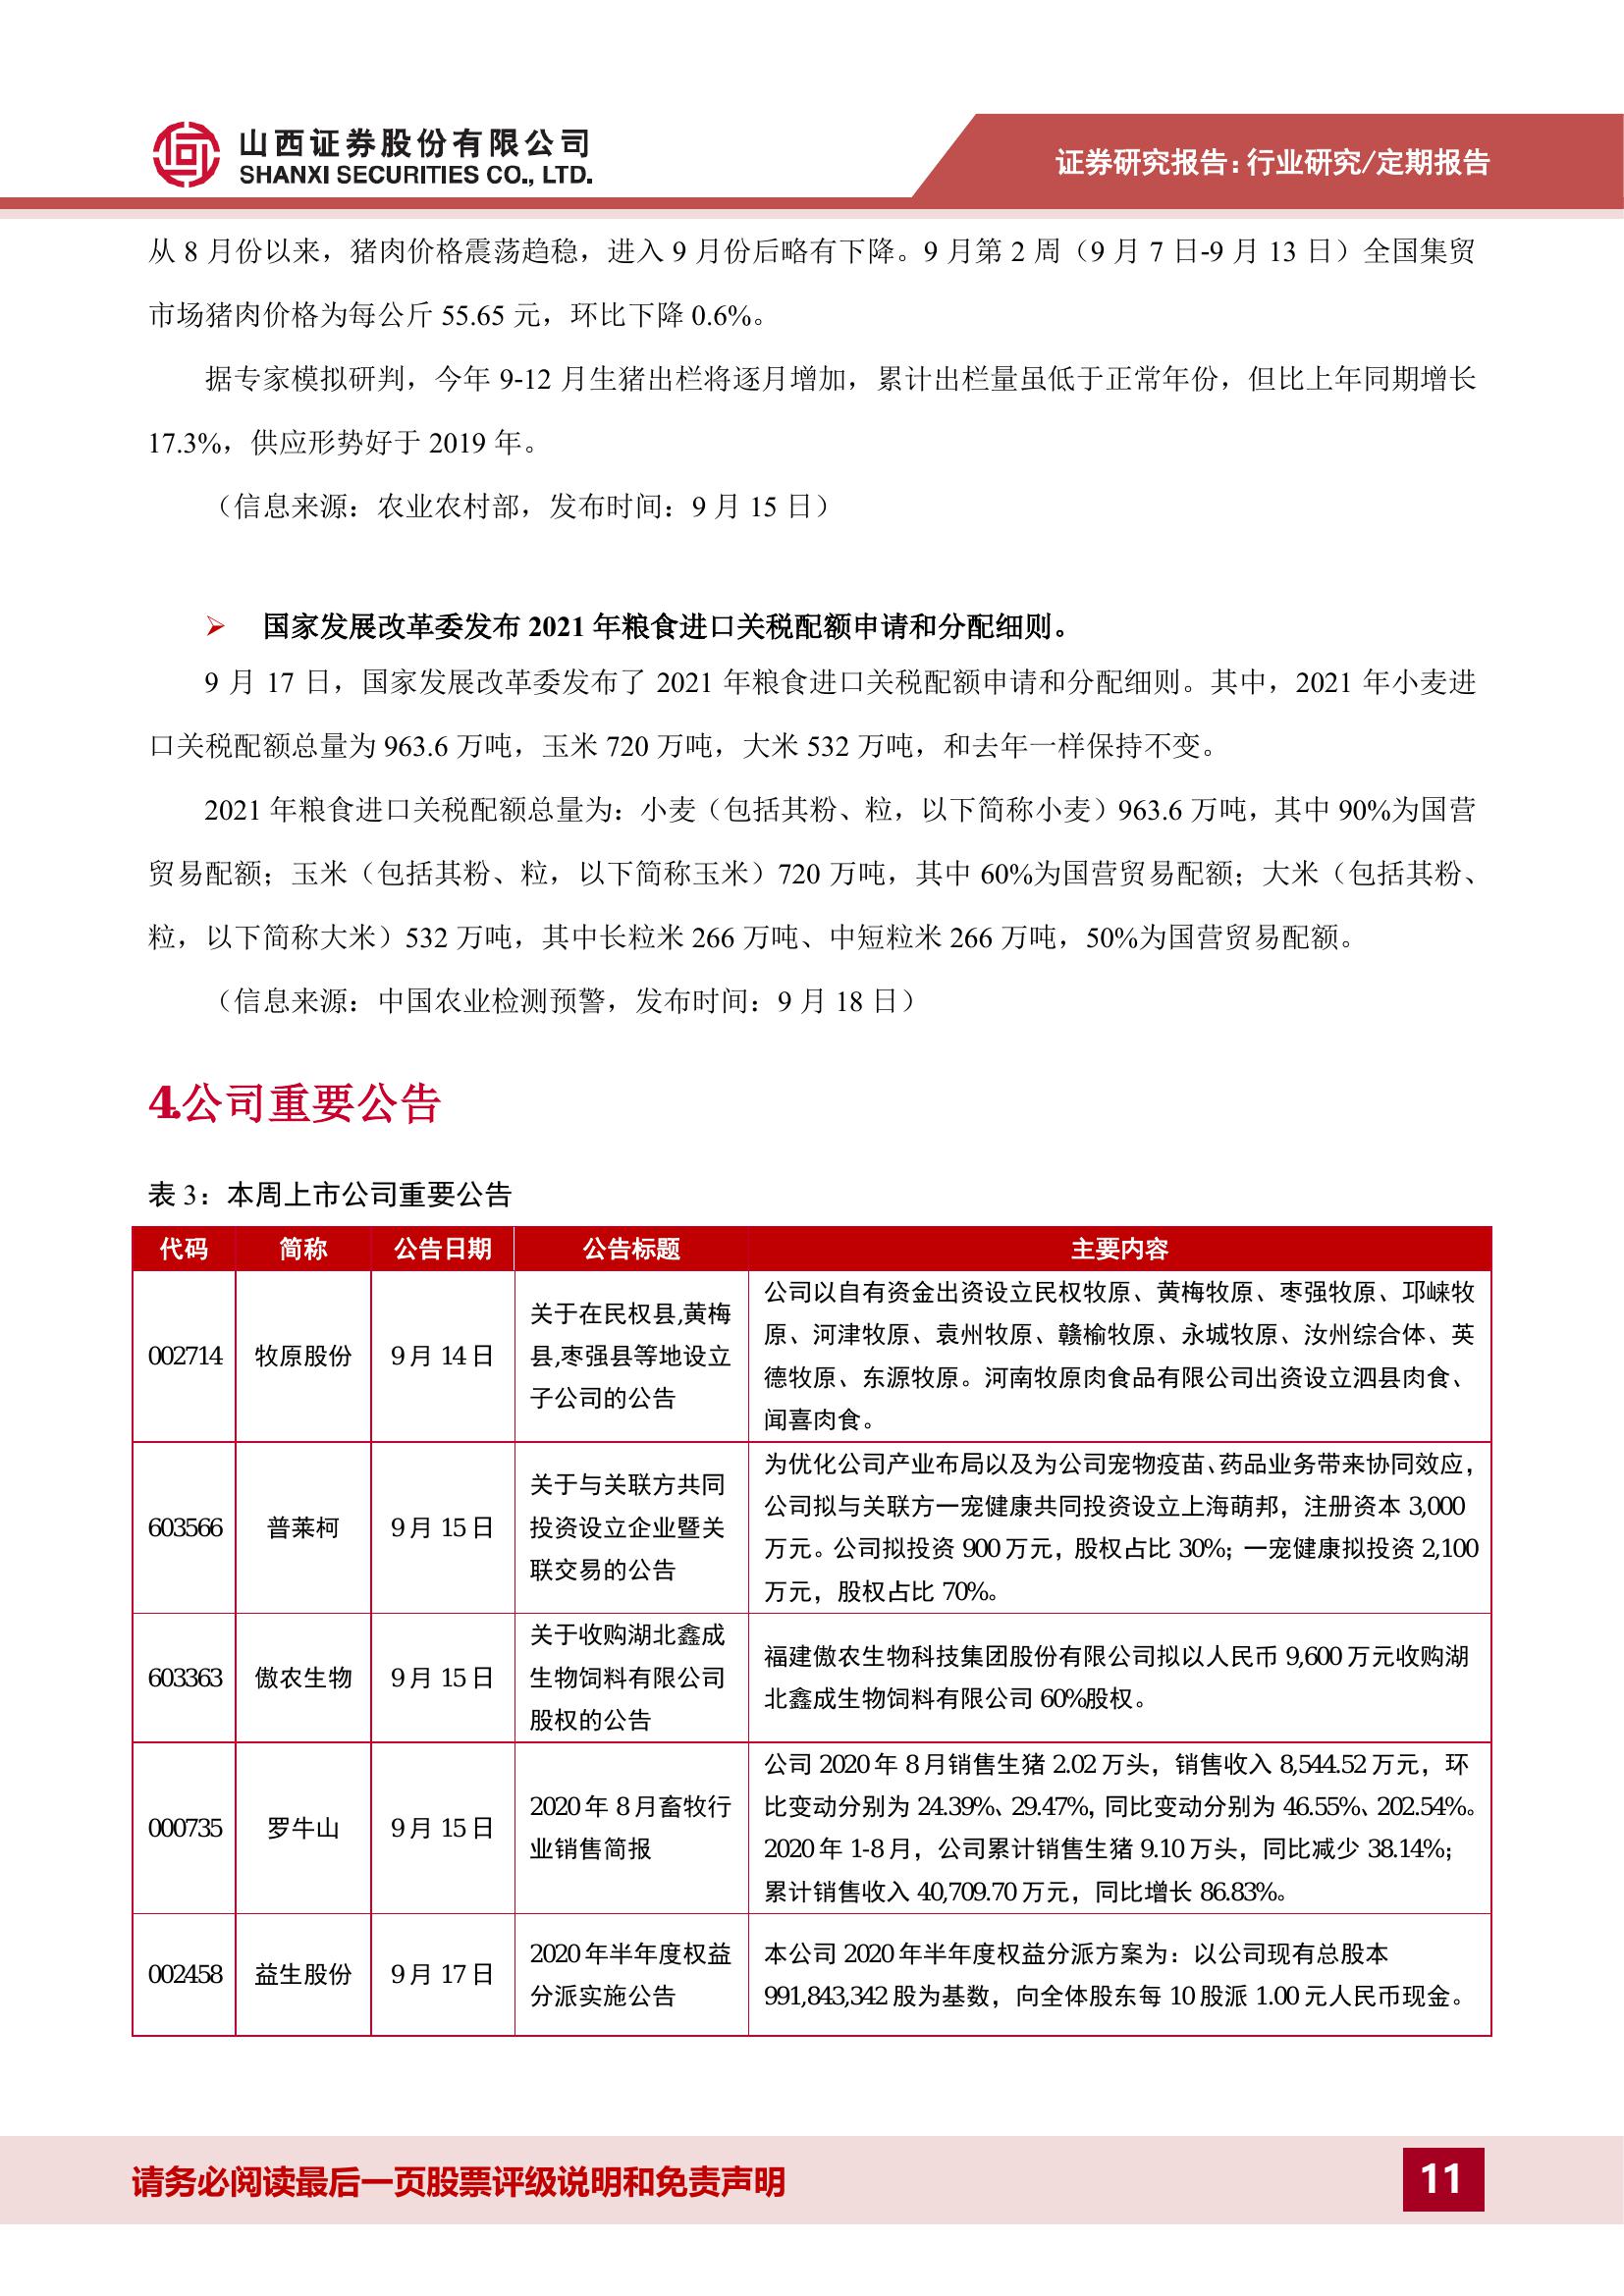 山西证券股份有限公司
SHANXI SECURITIES CO., LTD.
证券研究报告：行业研究/定期报告
从 8 月份以来，猪肉价格震荡趋稳，进入 9 月份后略有下降。9 月第 2 周（9 月 7 日-9 月 13 日）全国集贸
市场猪肉价格为每公斤 55.65 元，环比下降 0.6%。
据专家模拟研判，今年 9-12 月生猪出栏将逐月增加，累计出栏量虽低于正常年份，但比上年同期增长
17.3%，供应形势好于 2019 年。
（信息来源：农业农村部，发布时间：9 月 15 日）
➢ 国家发展改革委发布 2021 年粮食进口关税配额申请和分配细则。
9 月 17 日，国家发展改革委发布了 2021 年粮食进口关税配额申请和分配细则。其中，2021 年小麦进
口关税配额总量为 963.6 万吨，玉米 720 万吨，大米 532 万吨，和去年一样保持不变。
2021 年粮食进口关税配额总量为：小麦（包括其粉、粒，以下简称小麦）963.6 万吨，其中 90%为国营
贸易配额；玉米（包括其粉、粒，以下简称玉米）720 万吨，其中 60%为国营贸易配额；大米（包括其粉、
粒，以下简称大米）532 万吨，其中长粒米 266 万吨、中短粒米 266 万吨，50%为国营贸易配额。
（信息来源：中国农业检测预警，发布时间：9 月 18 日）
4.公司重要公告
表 3：本周上市公司重要公告
代码 简称 公告日期 公告标题 主要内容
002714 牧原股份 9 月 14 日
关于在民权县,黄梅
县,枣强县等地设立
子公司的公告
公司以自有资金出资设立民权牧原、黄梅牧原、枣强牧原、邛崃牧
原、河津牧原、袁州牧原、赣榆牧原、永城牧原、汝州综合体、英
德牧原、东源牧原。河南牧原肉食品有限公司出资设立泗县肉食、
闻喜肉食。
603566 普莱柯 9 月 15 日
关于与关联方共同
投资设立企业暨关
联交易的公告
为优化公司产业布局以及为公司宠物疫苗、药品业务带来协同效应，
公司拟与关联方一宠健康共同投资设立上海萌邦，注册资本 3,000
万元。公司拟投资 900 万元，股权占比 30%；一宠健康拟投资 2,100
万元，股权占比 70%。
603363 傲农生物 9 月 15 日
关于收购湖北鑫成
生物饲料有限公司
股权的公告
福建傲农生物科技集团股份有限公司拟以人民币 9,600 万元收购湖
北鑫成生物饲料有限公司 60%股权。
000735 罗牛山 9 月 15 日
2020 年 8 月畜牧行
业销售简报
公司 2020 年 8 月销售生猪 2.02 万头，销售收入 8,544.52 万元，环
比变动分别为 24.39%、29.47%，同比变动分别为 46.55%、202.54%。
2020 年 1-8 月，公司累计销售生猪 9.10 万头，同比减少 38.14%；
累计销售收入 40,709.70 万元，同比增长 86.83%。
002458 益生股份 9 月 17 日
2020 年半年度权益
分派实施公告
本公司 2020 年半年度权益分派方案为：以公司现有总股本
991,843,342 股为基数，向全体股东每 10 股派 1.00 元人民币现金。
请务必阅读最后一页股票评级说明和免责声明
11